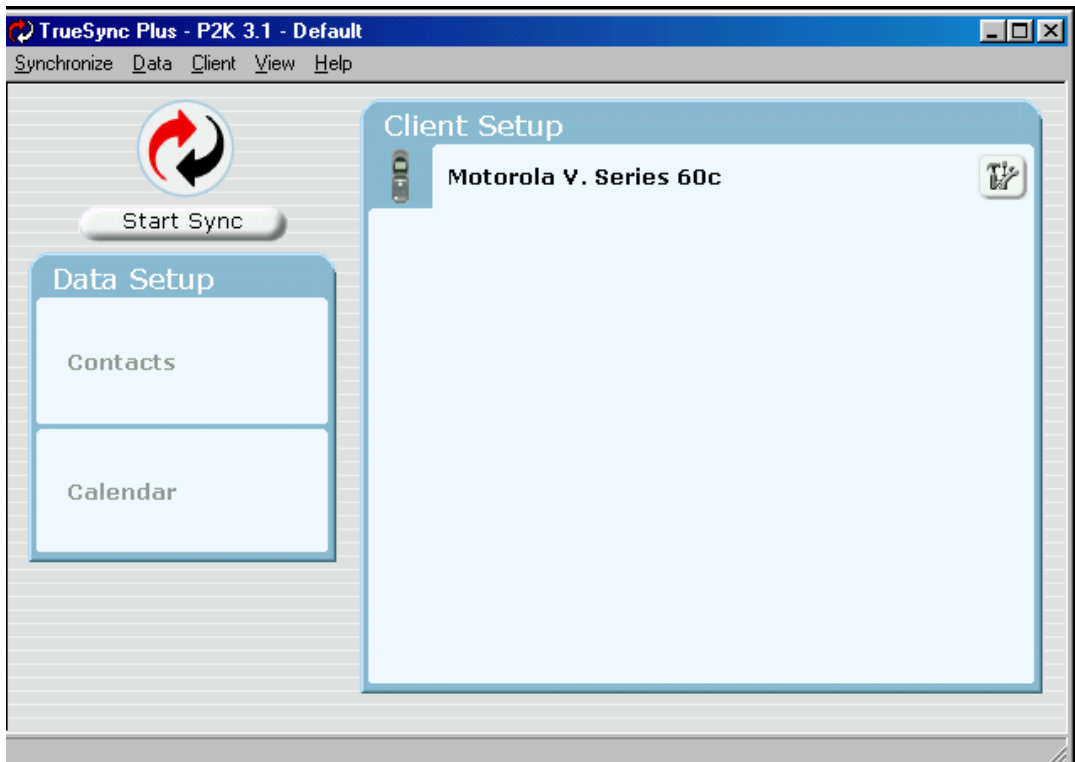 TrueSync Plus - P2K 3.1 - Default
Synchronize Data Client View Help
Start Sync
Data Setup
Contacts
Calendar
Client Setup
Motorola V. Series 60c